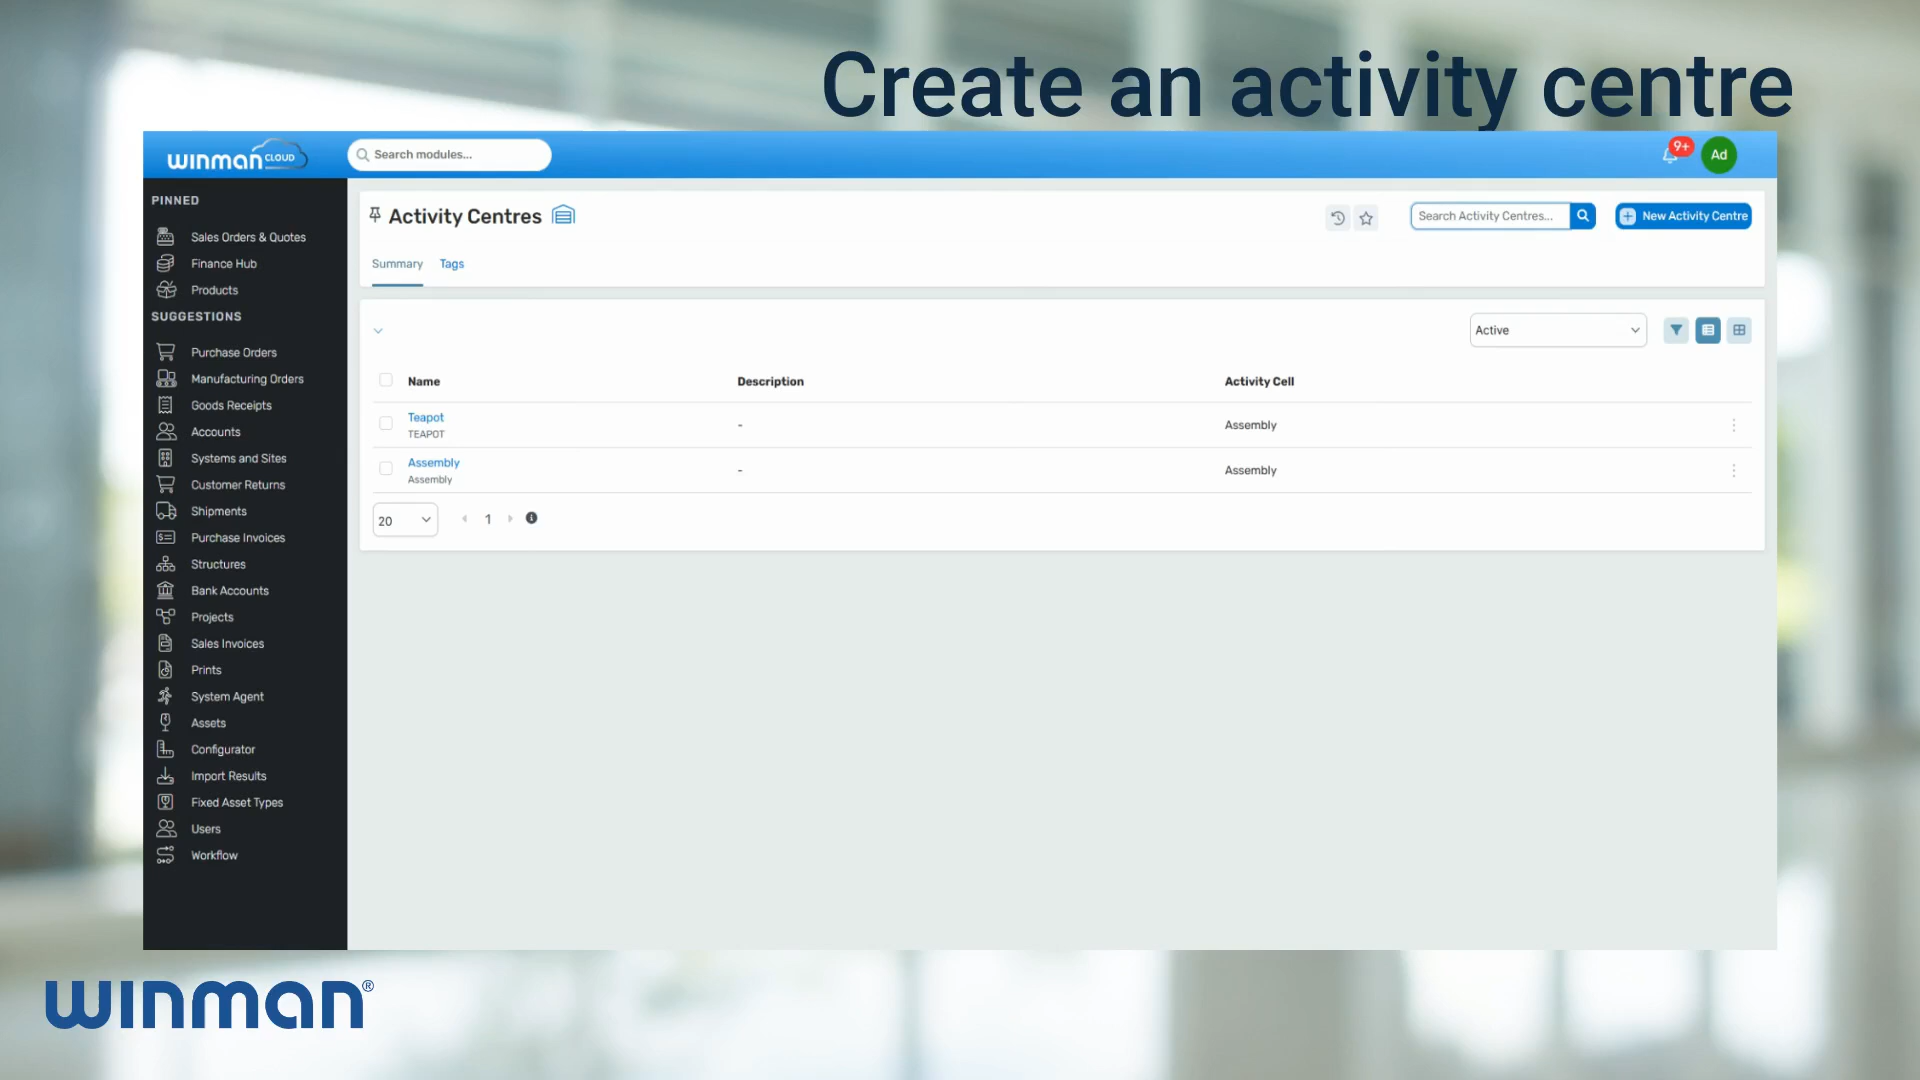 Create an activity centre
winman CLOUD
Search modules...
9+
Ad
PINNED
Sales Orders & Quotes
Finance Hub
Products
SUGGESTIONS
Purchase Orders
Manufacturing Orders
Goods Receipts
Accounts
Systems and Sites
Customer Returns
Shipments
Purchase Invoices
Structures
Bank Accounts
Projects
Sales Invoices
Prints
System Agent
Assets
Configurator
Import Results
Fixed Asset Types
Users
Workflow
Activity Centres
Search Activity Centres...
New Activity Centre
Summary Tags
Active
Name Description Activity Cell
Teapot
TEAPOT
- Assembly
Assembly
Assembly
- Assembly
20 1
winman®